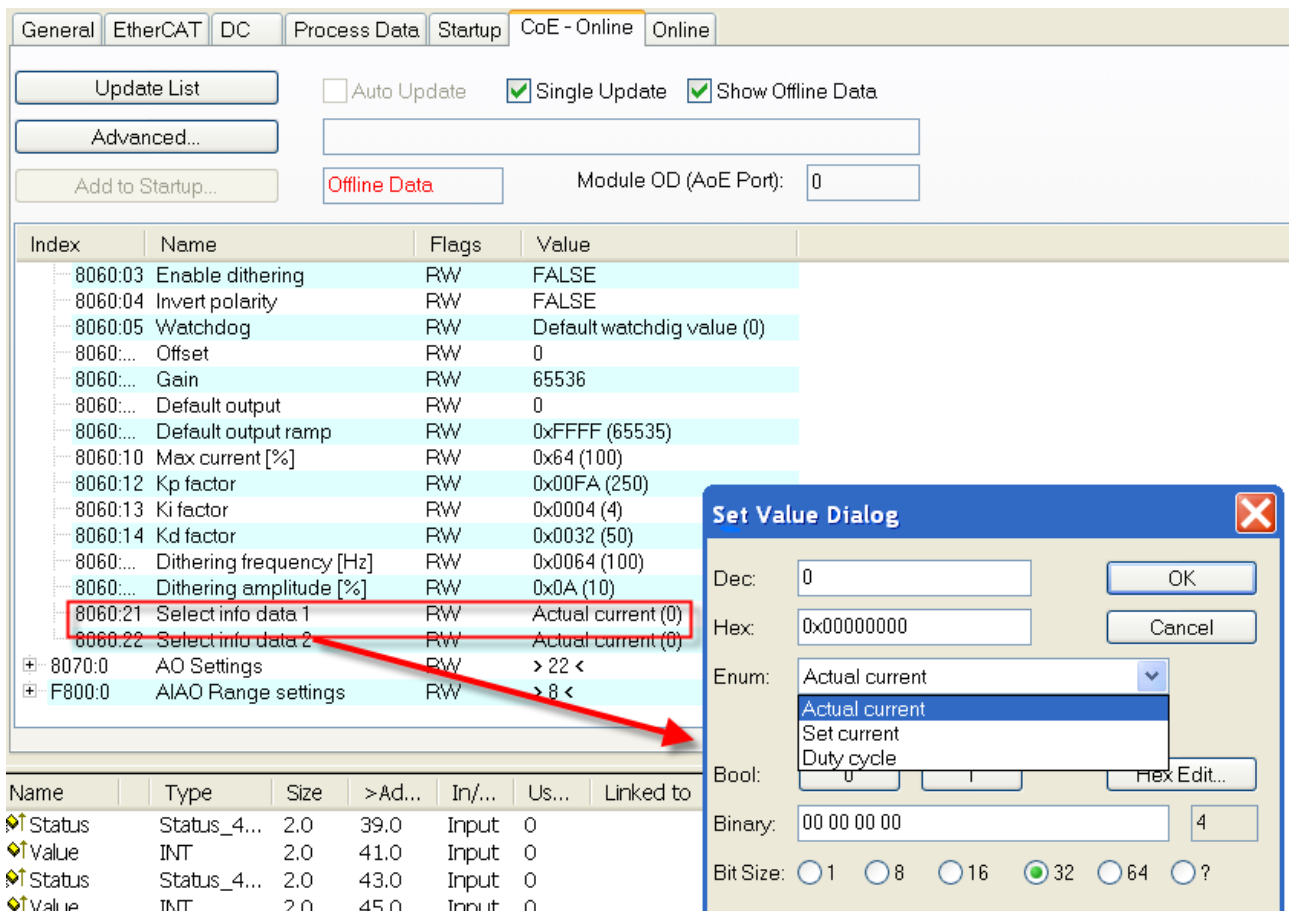 General EtherCAT DC Process Data Startup CoE - Online Online
Update List Auto Update Single Update Show Offline Data
Advanced...
Add to Startup... Offline Data Module OD (AoE Port): 0
Index Name Flags Value
8060:03 Enable dithering RW FALSE
8060:04 Invert polarity RW FALSE
8060:05 Watchdog RW Default watchdig value (0)
8060:... Offset RW 0
8060:... Gain RW 65536
8060:... Default output RW 0
8060:... Default output ramp RW 0xFFFF (65535)
8060:10 Max current [%] RW 0x64 (100)
8060:12 Kp factor RW 0x00FA (250)
8060:13 Ki factor RW 0x0004 (4)
8060:14 Kd factor RW 0x0032 (50)
8060:... Dithering frequency [Hz] RW 0x0064 (100)
8060:... Dithering amplitude [%] RW 0x0A (10)
8060:21 Select info data 1 RW Actual current (0)
8060:22 Select info data 2 RW Actual current (0)
8070:0 AO Settings RW > 22 <
F800:0 AIAO Range settings RW > 8 <
Name Type Size >Ad... In/... Us... Linked to
Status Status_4... 2.0 39.0 Input 0
Value INT 2.0 41.0 Input 0
Status Status_4... 2.0 43.0 Input 0
Value INT 2.0 45.0 Input 0
Set Value Dialog
Dec: 0 OK
Hex: 0x00000000 Cancel
Enum: Actual current
Actual current
Set current
Duty cycle
Bool: 0 1 Hex Edit...
Binary: 00 00 00 00 4
Bit Size: 1 8 16 32 64 ?